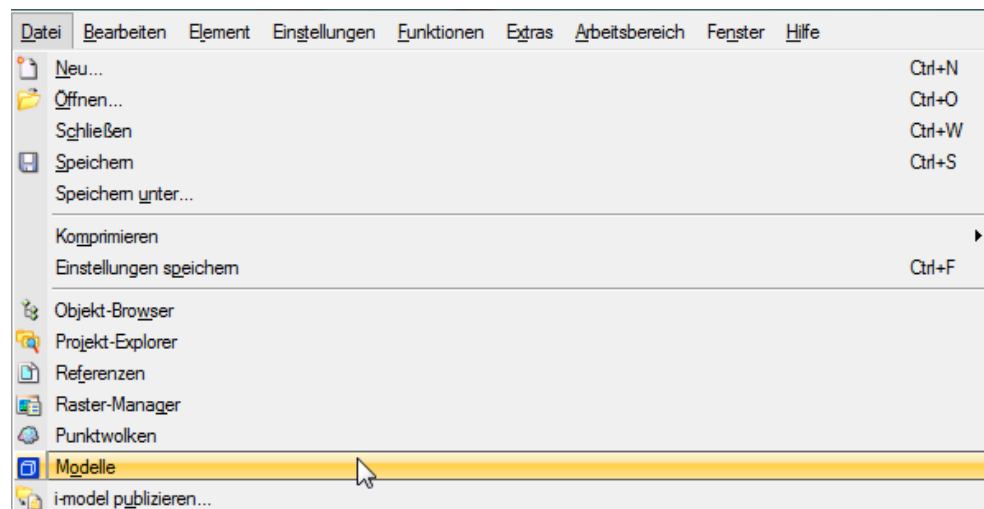 Datei Bearbeiten Element Einstellungen Funktionen Extras Arbeitsbereich Fenster Hilfe
Neu... Ctrl+N
Öffnen... Ctrl+O
Schließen Ctrl+W
Speichern Ctrl+S
Speichern unter...
Komprimieren
Einstellungen speichern Ctrl+F
Objekt-Browser
Projekt-Explorer
Referenzen
Raster-Manager
Punktwolken
Modelle
i-model publizieren...